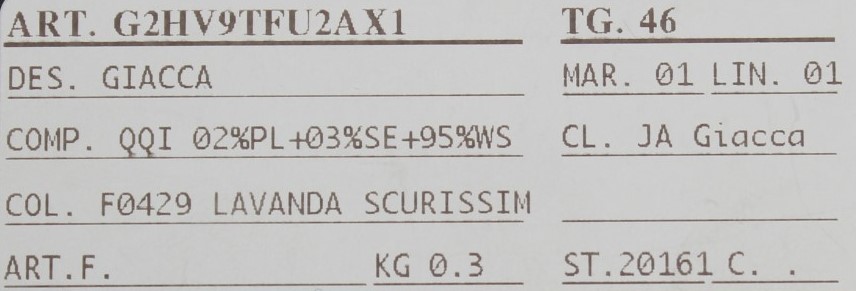 ART. G2HV9TFU2AX1 TG. 46
DES. GIACCA MAR. 01 LIN. 01
COMP. QQI 02%PL+03%SE+95%WS CL. JA Giacca
COL. F0429 LAVANDA SCURISSIM
ART.F. KG 0.3 ST.20161 C. .